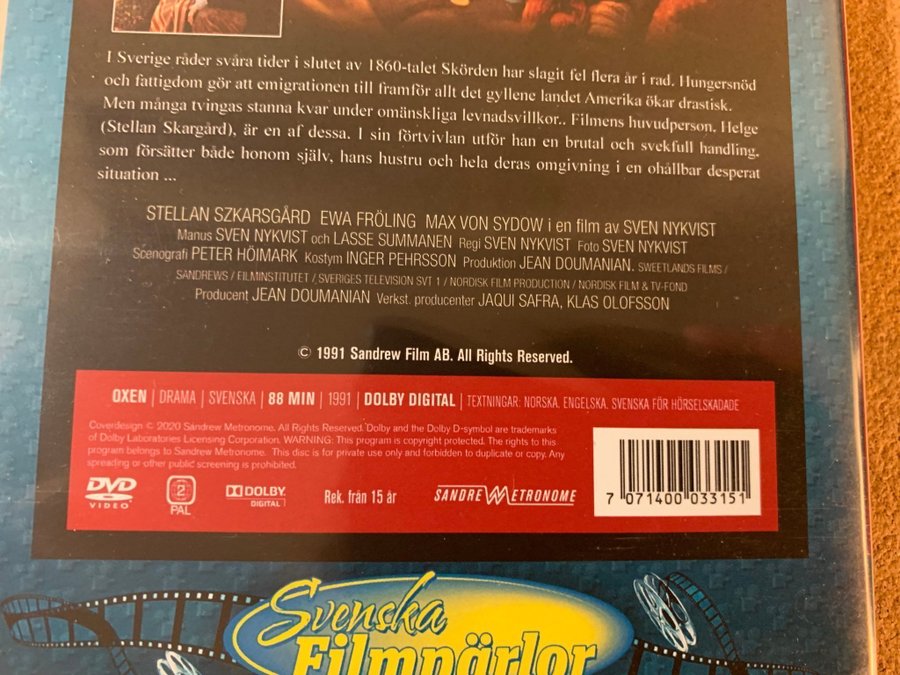 I Sverige råder svåra tider i slutet av 1860-talet Skörden har slagit fel flera år i rad. Hungersnöd
och fattigdom gör att emigrationen till framför allt det gyllene landet Amerika ökar drastisk.
Men många tvingas stanna kvar under omänskliga levnadsvillkor.. Filmens huvudperson, Helge
(Stellan Skargård), är en af dessa. I sin förtvivlan utför han en brutal och svekfull handling,
som försätter både honom själv, hans hustru och hela deras omgivning i en ohållbar desperat
situation ...
STELLAN SZKARSGÅRD EWA FRÖLING MAX VON SYDOW i en film av SVEN NYKVIST
Manus SVEN NYKVIST och LASSE SUMMANEN Regi SVEN NYKVIST Foto SVEN NYKVIST
Scenografi PETER HÖIMARK Kostym INGER PEHRSSON Produktion JEAN DOUMANIAN. SWEETLANDS FILMS /
SANDREWS / FILMINSTITUTET / SVERIGES TELEVISION SVT 1 / NORDISK FILM PRODUCTION / NORDISK FILM & TV-FOND
Producent JEAN DOUMANIAN Verkst. producenter JAQUI SAFRA, KLAS OLOFSSON
© 1991 Sandrew Film AB. All Rights Reserved.
OXEN | DRAMA | SVENSKA | 88 MIN | 1991 | DOLBY DIGITAL | TEXTNINGAR: NORSKA. ENGELSKA. SVENSKA FÖR HÖRSELSKADADE
Coverdesign © 2020 Sandrew Metronome. All Rights Reserved. Dolby and the Dolby D-symbol are trademarks
of Dolby Laboratories Licensing Corporation. WARNING: This program is copyright protected. The rights to this
program belongs to Sandrew Metronome. This disc is for private use only and forbidden to duplicate or copy. Any
spreading or other public screening is prohibited.
DVD VIDEO
2 PAL
DOLBY DIGITAL
Rek. från 15 år
SANDREW METRONOME
7 071400 033151
Svenska
Filmpärlor